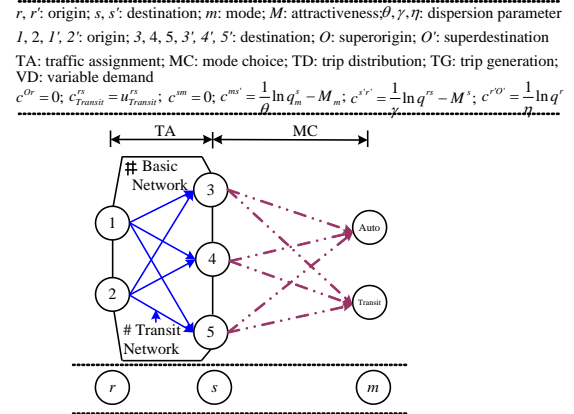 r, r': origin; s, s': destination; m: mode; M: attractiveness;θ,γ,η: dispersion parameter
1, 2, 1', 2': origin; 3, 4, 5, 3', 4', 5': destination; O: superorigin; O': superdestination
TA: traffic assignment; MC: mode choice; TD: trip distribution; TG: trip generation;
VD: variable demand
c^{Or} = 0; c^{rs}_{Transit} = u^{rs}_{Transit}; c^{sm} = 0; c^{ms'} = \frac{1}{θ} ln q^s_m − M_m; c^{s'r'} = \frac{1}{γ} ln q^{rs} − M^s; c^{r'O'} = \frac{1}{η} ln q^r
TA MC
# Basic
Network
1
2
3
4
5
Auto
Transit
# Transit
Network
r s m